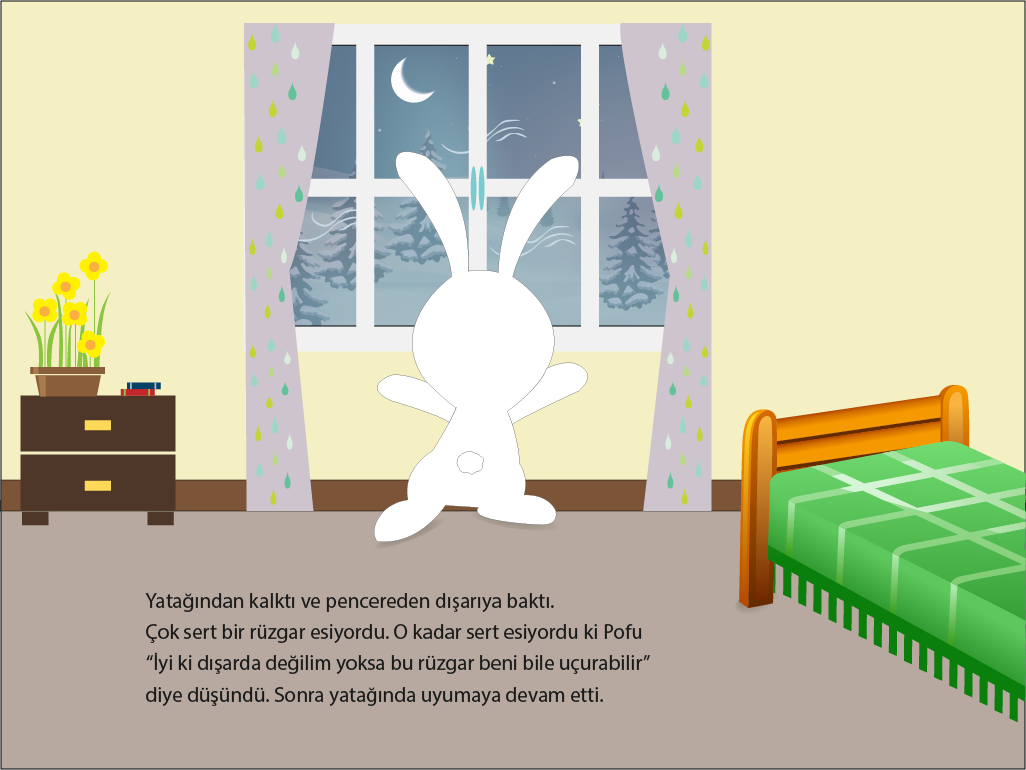 Yatağından kalktı ve pencereden dışarıya baktı.
Çok sert bir rüzgar esiyordu. O kadar sert esiyordu ki Pofu
“İyi ki dışarda değilim yoksa bu rüzgar beni bile uçurabilir”
diye düşündü. Sonra yatağında uyumaya devam etti.